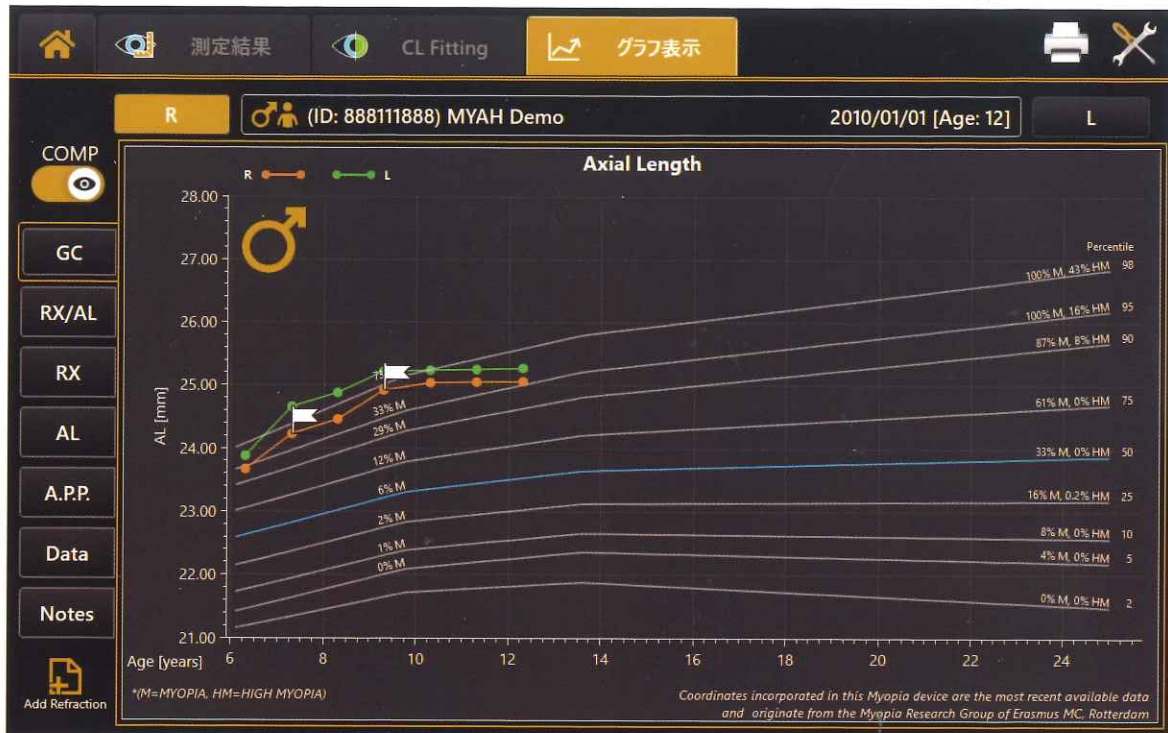 測定結果
CL Fitting
グラフ表示
R
(ID: 888111888) MYAH Demo
2010/01/01 [Age: 12]
L
COMP
GC
RX/AL
RX
AL
A.P.P.
Data
Notes
Add Refraction
Axial Length
R
L
28.00
27.00
26.00
25.00
24.00
23.00
22.00
21.00
AL [mm]
Percentile
100% M, 43% HM 98
100% M, 16% HM 95
87% M, 8% HM 90
61% M, 0% HM 75
33% M, 0% HM 50
16% M, 0.2% HM 25
8% M, 0% HM 10
4% M, 0% HM 5
0% M, 0% HM 2
33% M
29% M
12% M
6% M
2% M
1% M
0% M
Age [years]
6 8 10 12 14 16 18 20 22 24
*(M=MYOPIA, HM=HIGH MYOPIA)
Coordinates incorporated in this Myopia device are the most recent available data
and originate from the Myopia Research Group of Erasmus MC, Rotterdam